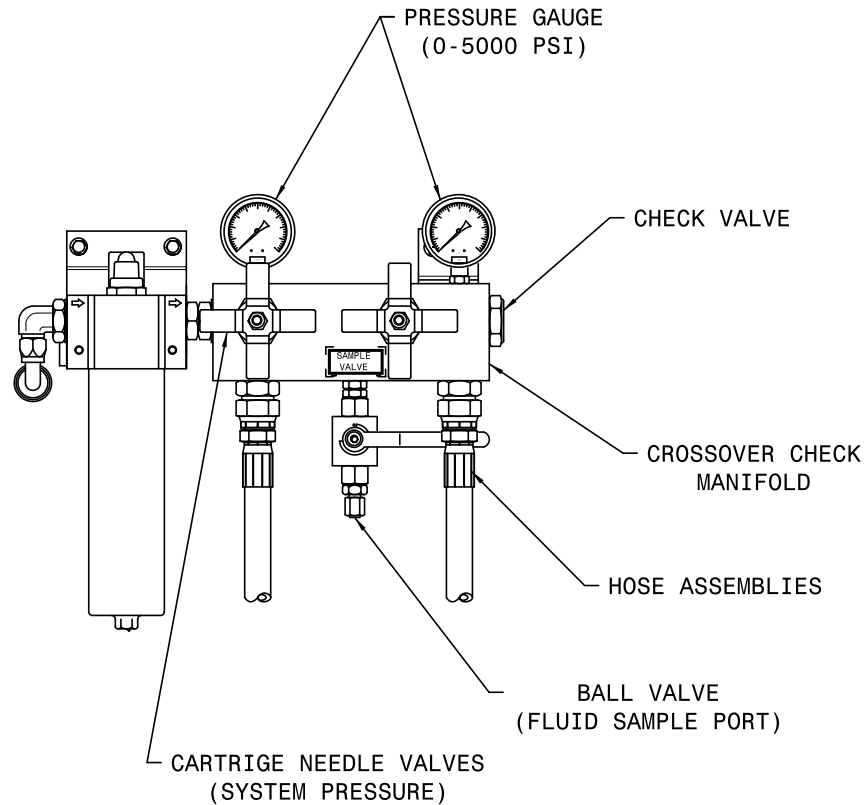 PRESSURE GAUGE
(0-5000 PSI)
CHECK VALVE
SAMPLE
VALVE
CROSSOVER CHECK
MANIFOLD
HOSE ASSEMBLIES
BALL VALVE
(FLUID SAMPLE PORT)
CARTRIGE NEEDLE VALVES
(SYSTEM PRESSURE)